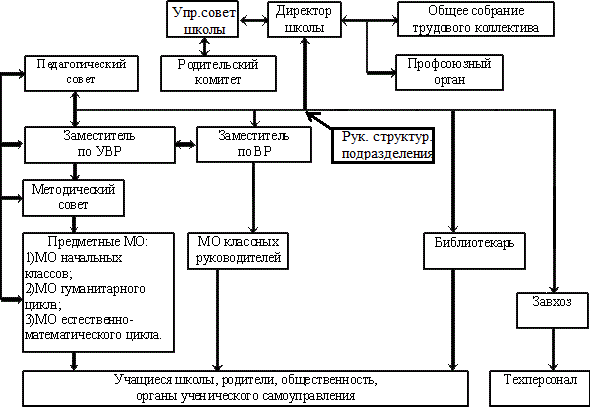 Упр.совет
школы
Директор
школы
Общее собрание
трудового коллектива
Педагогический
совет
Родительский
комитет
Профсоюзный
орган
Заместитель
по УВР
Заместитель
по ВР
Рук. структур.
подразделения
Методический
совет
Предметные МО:
1)МО начальных
классов;
2)МО гуманитарного
цикла;
3)МО естественно-
математического цикла.
МО классных
руководителей
Библиотекарь
Завхоз
Учащиеся школы, родители, общественность,
органы ученического самоуправления
Техперсонал